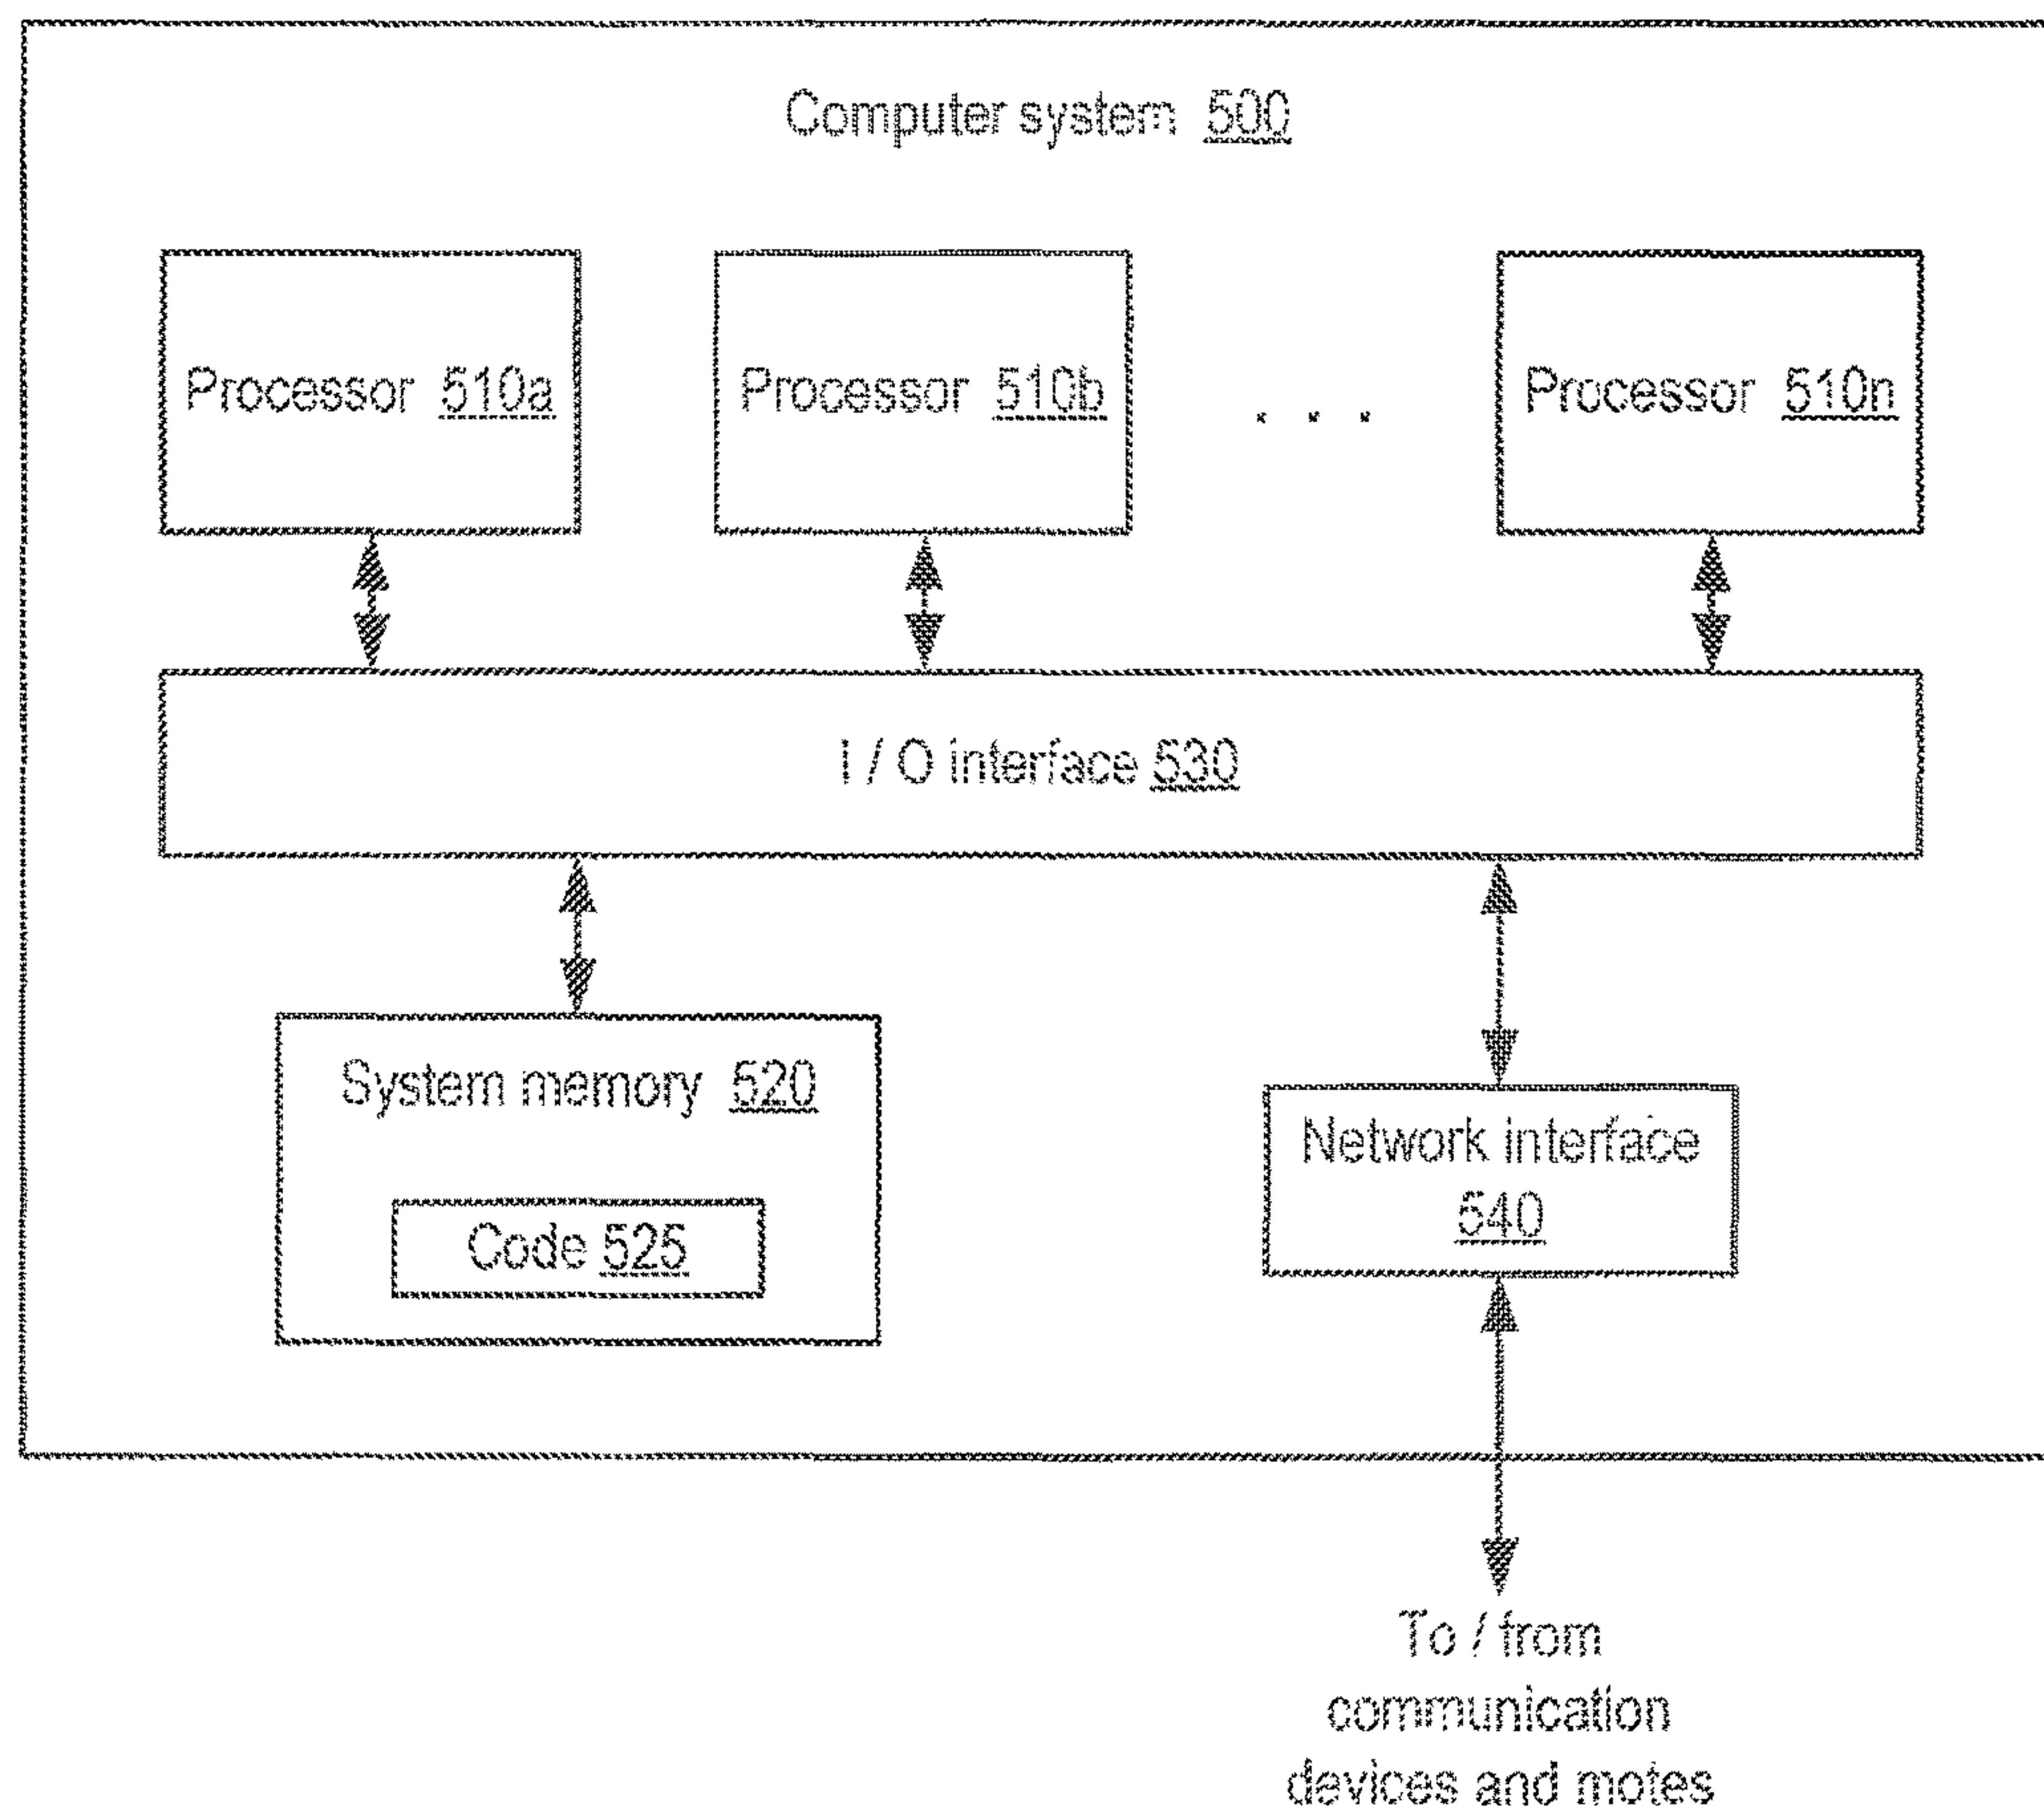 Computer system 500
Processor 510a
Processor 510b
. . .
Processor 510n
I / O interface 530
System memory 520
Code 525
Network interface
540
To / from
communication
devices and motes